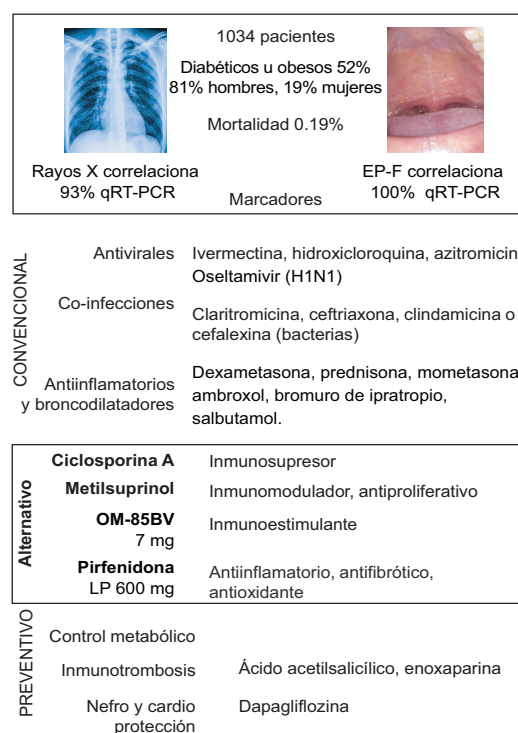 1034 pacientes
Diabéticos u obesos 52%
81% hombres, 19% mujeres
Mortalidad 0.19%
Rayos X correlaciona
93% qRT-PCR
EP-F correlaciona
100% qRT-PCR
Marcadores
CONVENCIONAL
Antivirales Ivermectina, hidroxicloroquina, azitromicin
Oseltamivir (H1N1)
Co-infecciones Claritromicina, ceftriaxona, clindamicina o
cefalexina (bacterias)
Antiinflamatorios
y broncodilatadores
Dexametasona, prednisona, mometasona
ambroxol, bromuro de ipratropio,
salbutamol.
Alternativo
Ciclosporina A Inmunosupresor
Metilsuprinol Inmunomodulador, antiproliferativo
OM-85BV Inmunoestimulante
7 mg
Pirfenidona Antiinflamatorio, antifibrótico,
LP 600 mg antioxidante
PREVENTIVO
Control metabólico
Inmunotrombosis Ácido acetilsalicílico, enoxaparina
Nefro y cardio Dapagliflozina
protección